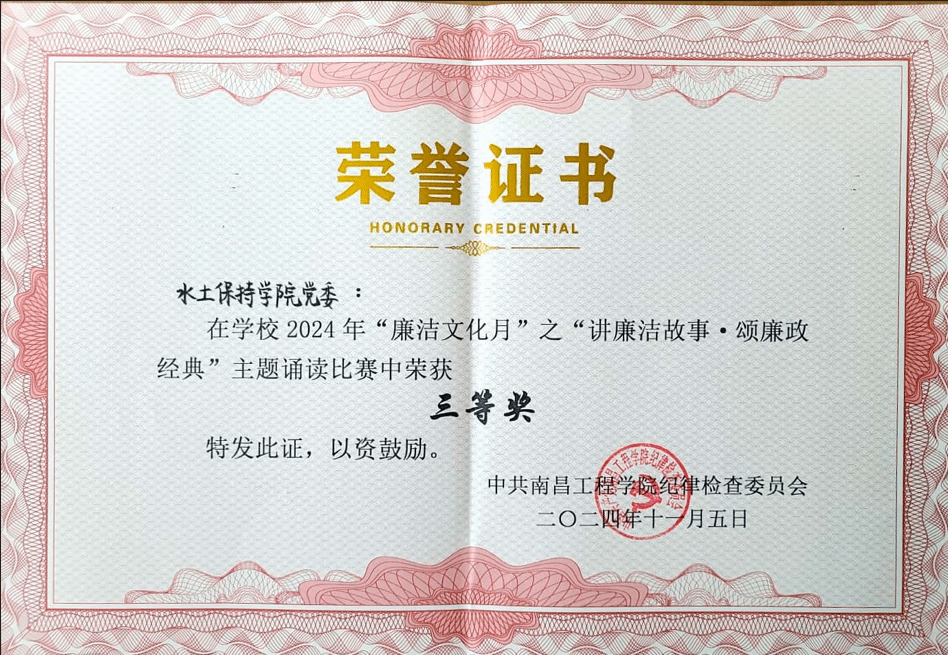 荣誉证书
HONORARY CREDENTIAL
水土保持学院党委：
在学校2024年“廉洁文化月”之“讲廉洁故事·颂廉政
经典”主题诵读比赛中荣获
三等奖
特发此证，以资鼓励。
中共南昌工程学院纪律检查委员会
二〇二四年十一月五日